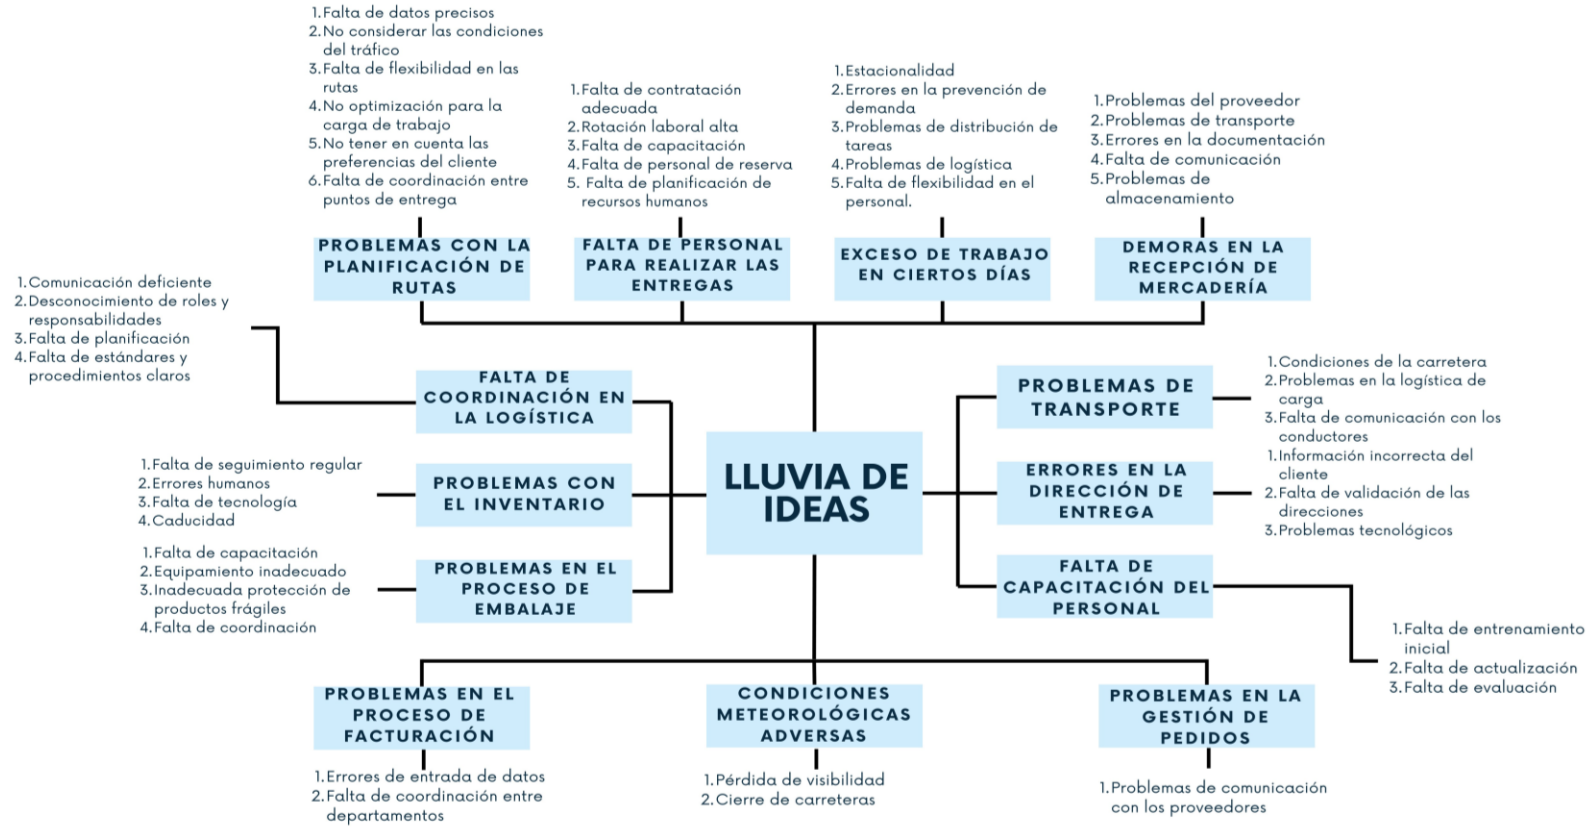 1.Falta de datos precisos
2.No considerar las condiciones
del tráfico
3.Falta de flexibilidad en las
rutas
4.No optimización para la
carga de trabajo
5.No tener en cuenta las
preferencias del cliente
6.Falta de coordinación entre
puntos de entrega
PROBLEMAS CON LA
PLANIFICACIÓN DE
RUTAS
1.Falta de contratación
adecuada
2.Rotación laboral alta
3.Falta de capacitación
4.Falta de personal de reserva
5. Falta de planificación de
recursos humanos
FALTA DE PERSONAL
PARA REALIZAR LAS
ENTREGAS
1.Estacionalidad
2.Errores en la prevención de
demanda
3.Problemas de distribución de
tareas
4.Problemas de logística
5.Falta de flexibilidad en el
personal.
EXCESO DE TRABAJO
EN CIERTOS DÍAS
1.Problemas del proveedor
2.Problemas de transporte
3.Errores en la documentación
4.Falta de comunicación
5.Problemas de
almacenamiento
DEMORAS EN LA
RECEPCIÓN DE
MERCADERÍA
1.Comunicación deficiente
2.Desconocimiento de roles y
responsabilidades
3.Falta de planificación
4.Falta de estándares y
procedimientos claros
FALTA DE
COORDINACIÓN EN
LA LOGÍSTICA
1.Falta de seguimiento regular
2.Errores humanos
3.Falta de tecnología
4.Caducidad
PROBLEMAS CON
EL INVENTARIO
1.Falta de capacitación
2.Equipamiento inadecuado
3.Inadecuada protección de
productos frágiles
4.Falta de coordinación
PROBLEMAS EN EL
PROCESO DE
EMBALAJE
LLUVIA DE
IDEAS
PROBLEMAS DE
TRANSPORTE
1.Condiciones de la carretera
2.Problemas en la logística de
carga
3.Falta de comunicación con los
conductores
ERRORES EN LA
DIRECCIÓN DE
ENTREGA
1.Información incorrecta del
cliente
2.Falta de validación de las
direcciones
3.Problemas tecnológicos
FALTA DE
CAPACITACIÓN DEL
PERSONAL
1.Falta de entrenamiento
inicial
2.Falta de actualización
3.Falta de evaluación
PROBLEMAS EN EL
PROCESO DE
FACTURACIÓN
1.Errores de entrada de datos
2.Falta de coordinación entre
departamentos
CONDICIONES
METEOROLÓGICAS
ADVERSAS
1.Pérdida de visibilidad
2.Cierre de carreteras
PROBLEMAS EN LA
GESTIÓN DE
PEDIDOS
1.Problemas de comunicación
con los proveedores